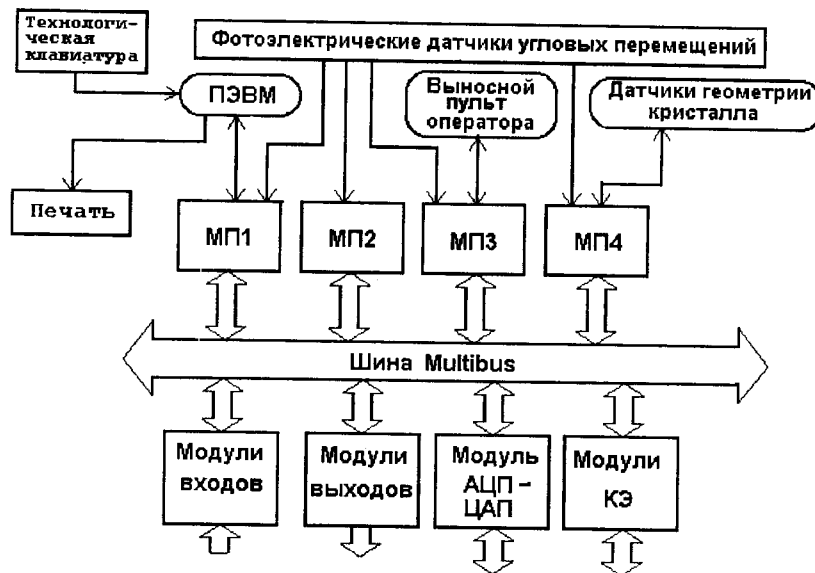 Технологи-
ческая
клавиатура
Фотоэлектрические датчики угловых перемещений
ПЭВМ
Выносной
пульт
оператора
Датчики геометрии
кристалла
Печать
МП1
МП2
МП3
МП4
Шина Multibus
Модули
входов
Модули
выходов
Модуль
АЦП –
ЦАП
Модули
КЭ